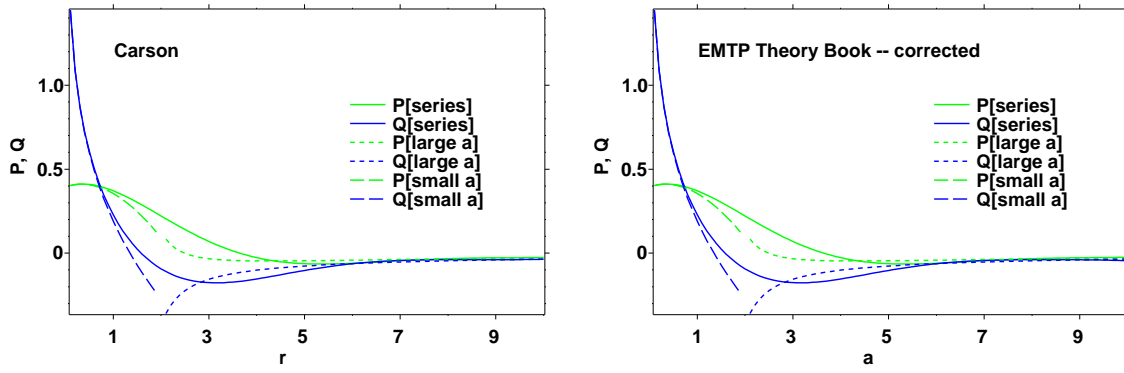 Carson
P, Q
1.0
0.5
0
P[series]
Q[series]
P[large a]
Q[large a]
P[small a]
Q[small a]
1 3 5 7 9
r
EMTP Theory Book -- corrected
P, Q
1.0
0.5
0
P[series]
Q[series]
P[large a]
Q[large a]
P[small a]
Q[small a]
1 3 5 7 9
a